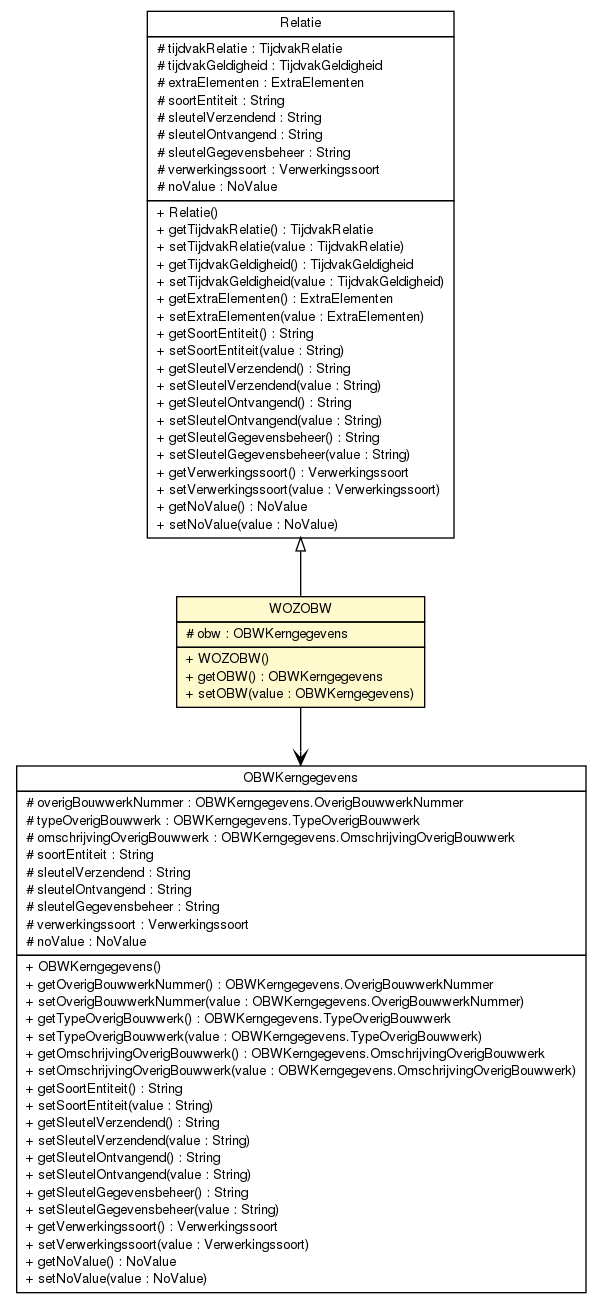 Relatie
# tijdvakRelatie : TijdvakRelatie
# tijdvakGeldigheid : TijdvakGeldigheid
# extraElementen : ExtraElementen
# soortEntiteit : String
# sleutelVerzendend : String
# sleutelOntvangend : String
# sleutelGegevensbeheer : String
# verwerkingssoort : Verwerkingssoort
# noValue : NoValue
+ Relatie()
+ getTijdvakRelatie() : TijdvakRelatie
+ setTijdvakRelatie(value : TijdvakRelatie)
+ getTijdvakGeldigheid() : TijdvakGeldigheid
+ setTijdvakGeldigheid(value : TijdvakGeldigheid)
+ getExtraElementen() : ExtraElementen
+ setExtraElementen(value : ExtraElementen)
+ getSoortEntiteit() : String
+ setSoortEntiteit(value : String)
+ getSleutelVerzendend() : String
+ setSleutelVerzendend(value : String)
+ getSleutelOntvangend() : String
+ setSleutelOntvangend(value : String)
+ getSleutelGegevensbeheer() : String
+ setSleutelGegevensbeheer(value : String)
+ getVerwerkingssoort() : Verwerkingssoort
+ setVerwerkingssoort(value : Verwerkingssoort)
+ getNoValue() : NoValue
+ setNoValue(value : NoValue)
WOZOBW
# obw : OBWKerngegevens
+ WOZOBW()
+ getOBW() : OBWKerngegevens
+ setOBW(value : OBWKerngegevens)
OBWKerngegevens
# overigBouwwerkNummer : OBWKerngegevens.OverigBouwwerkNummer
# typeOverigBouwwerk : OBWKerngegevens.TypeOverigBouwwerk
# omschrijvingOverigBouwwerk : OBWKerngegevens.OmschrijvingOverigBouwwerk
# soortEntiteit : String
# sleutelVerzendend : String
# sleutelOntvangend : String
# sleutelGegevensbeheer : String
# verwerkingssoort : Verwerkingssoort
# noValue : NoValue
+ OBWKerngegevens()
+ getOverigBouwwerkNummer() : OBWKerngegevens.OverigBouwwerkNummer
+ setOverigBouwwerkNummer(value : OBWKerngegevens.OverigBouwwerkNummer)
+ getTypeOverigBouwwerk() : OBWKerngegevens.TypeOverigBouwwerk
+ setTypeOverigBouwwerk(value : OBWKerngegevens.TypeOverigBouwwerk)
+ getOmschrijvingOverigBouwwerk() : OBWKerngegevens.OmschrijvingOverigBouwwerk
+ setOmschrijvingOverigBouwwerk(value : OBWKerngegevens.OmschrijvingOverigBouwwerk)
+ getSoortEntiteit() : String
+ setSoortEntiteit(value : String)
+ getSleutelVerzendend() : String
+ setSleutelVerzendend(value : String)
+ getSleutelOntvangend() : String
+ setSleutelOntvangend(value : String)
+ getSleutelGegevensbeheer() : String
+ setSleutelGegevensbeheer(value : String)
+ getVerwerkingssoort() : Verwerkingssoort
+ setVerwerkingssoort(value : Verwerkingssoort)
+ getNoValue() : NoValue
+ setNoValue(value : NoValue)